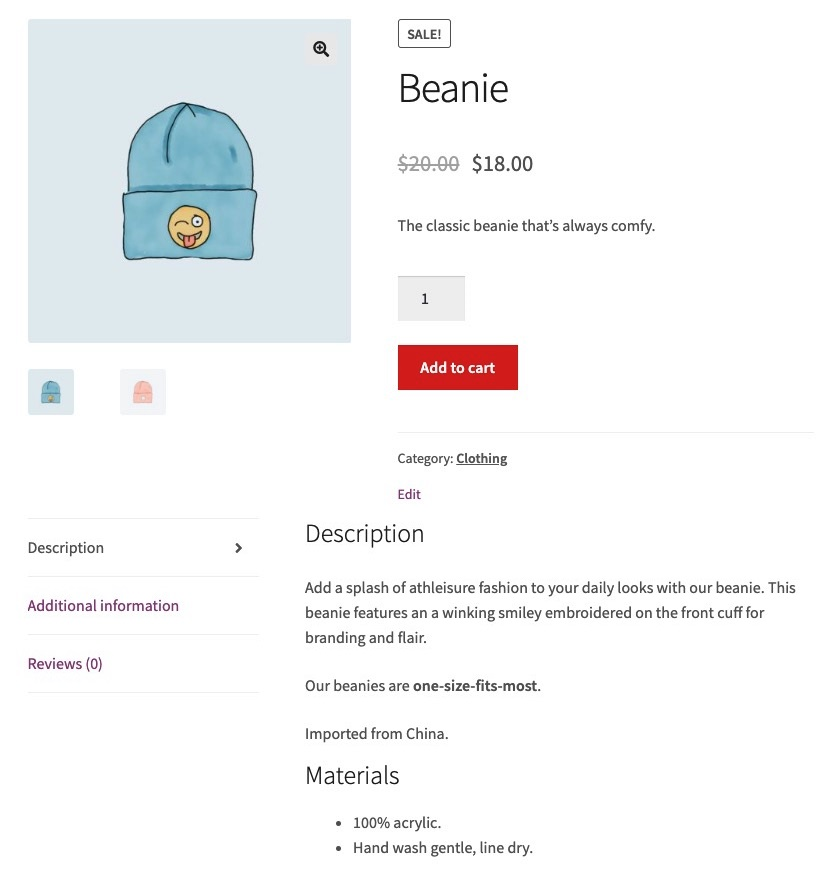 SALE!
Beanie
$20.00 $18.00
The classic beanie that’s always comfy.
1
Add to cart
Category: Clothing
Edit
Description
Additional information
Reviews (0)
Description
Add a splash of athleisure fashion to your daily looks with our beanie. This
beanie features an a winking smiley embroidered on the front cuff for
branding and flair.
Our beanies are one-size-fits-most.
Imported from China.
Materials
100% acrylic.
Hand wash gentle, line dry.